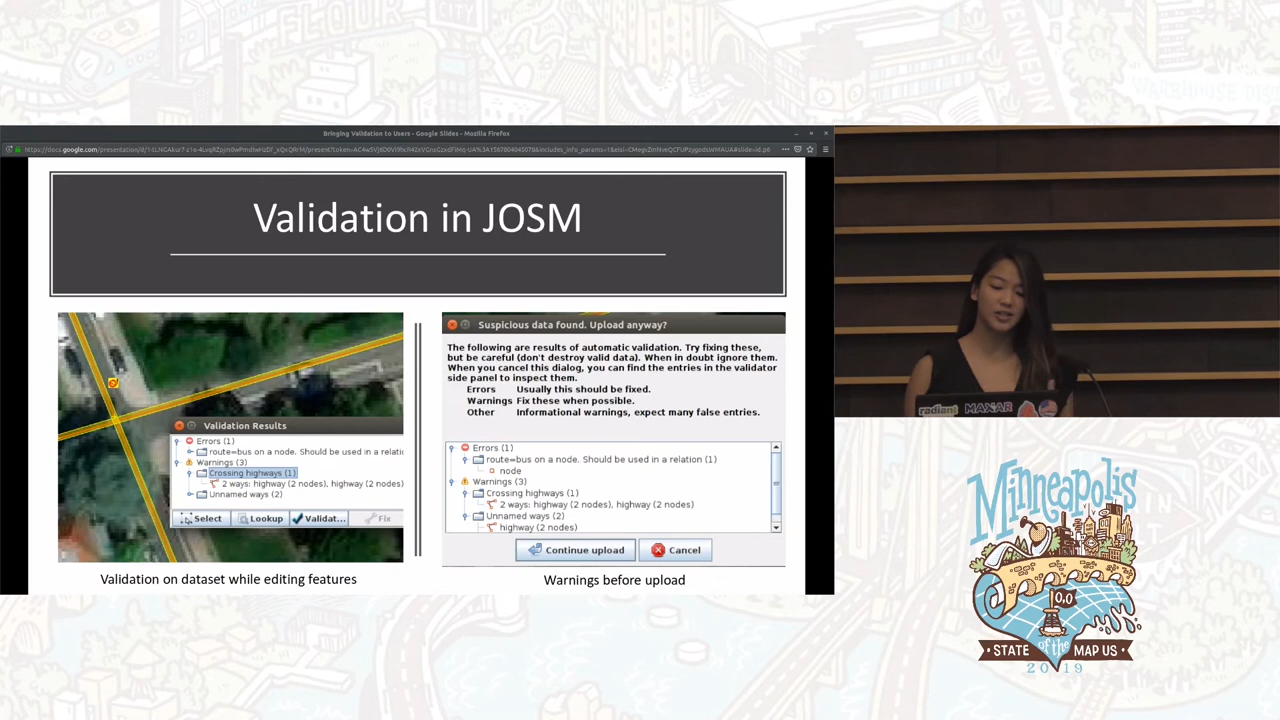 FLOUR
CITY
Bringing Validation to Users - Google Slides - Mozilla Firefox
Validation in JOSM
Validation Results
Errors (1)
route=bus on a node. Should be used in a relatic
Warnings (3)
Crossing highways (1)
2 ways: highway (2 nodes), highway (2 nodes)
Unnamed ways (2)
Select
Lookup
Validat...
Fix
Validation on dataset while editing features
Suspicious data found. Upload anyway?
The following are results of automatic validation. Try fixing these,
but be careful (don't destroy valid data). When in doubt ignore them.
When you cancel this dialog, you can find the entries in the validator
side panel to inspect them.
Errors Usually this should be fixed.
Warnings Fix these when possible.
Other Informational warnings, expect many false entries.
Errors (1)
route=bus on a node. Should be used in a relation (1)
node
Warnings (3)
Crossing highways (1)
2 ways: highway (2 nodes), highway (2 nodes)
Unnamed ways (2)
highway (2 nodes)
Continue upload
Cancel
Warnings before upload
radiant
MAXAR
Minneapolis
0,0
STATE of the MAP US
2019